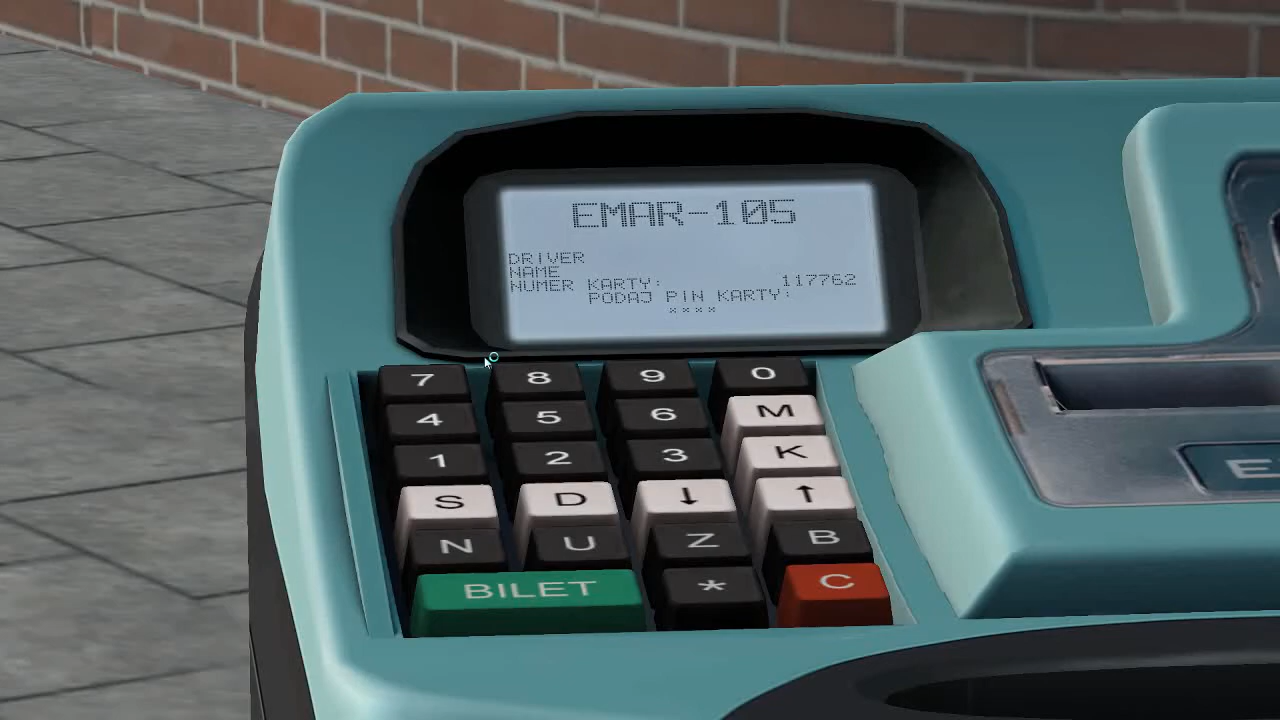 EMAR-105
DRIVER
NAME
NUMER KARTY: 117762
PODAJ PIN KARTY:
****
7 8 9 0
4 5 6 M
1 2 3 K
S D ↓ ↑
N U Z B
BILET * C